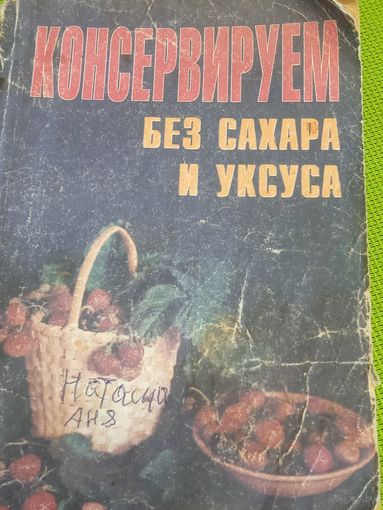 КОНСЕРВИРУЕМ
БЕЗ САХАРА
И УКСУСА
Наташа
АНЯ